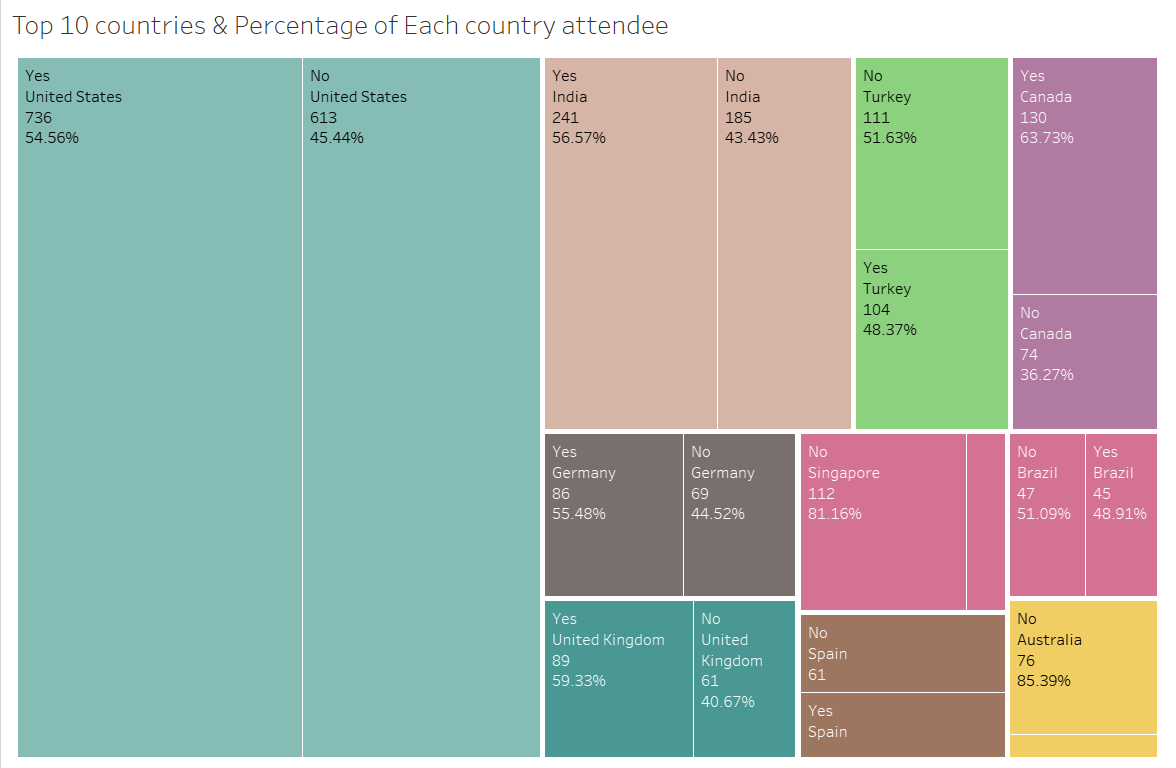 Top 10 countries & Percentage of Each country attendee
Yes
United States
736
54.56%
No
United States
613
45.44%
Yes
India
241
56.57%
No
India
185
43.43%
No
Turkey
111
51.63%
Yes
Turkey
104
48.37%
Yes
Canada
130
63.73%
No
Canada
74
36.27%
Yes
Germany
86
55.48%
No
Germany
69
44.52%
No
Singapore
112
81.16%
No
Brazil
47
51.09%
Yes
Brazil
45
48.91%
Yes
United Kingdom
89
59.33%
No
United
Kingdom
61
40.67%
No
Spain
61
Yes
Spain
No
Australia
76
85.39%